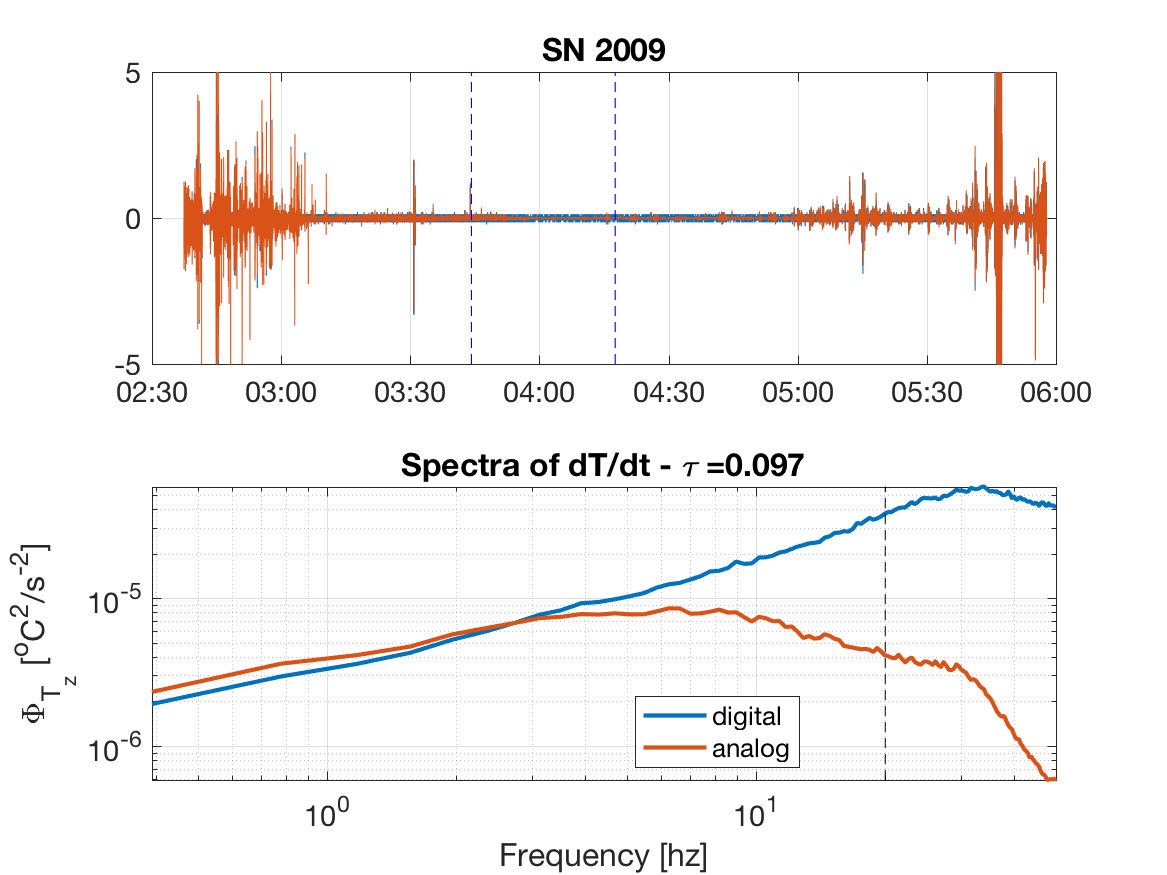 SN 2009
5
0
-5
02:30 03:00 03:30 04:00 04:30 05:00 05:30 06:00
Spectra of dT/dt - τ =0.097
Φ_{T_z} [°C²/s⁻²]
10⁻⁵
10⁻⁶
digital
analog
10⁰ 10¹
Frequency [hz]